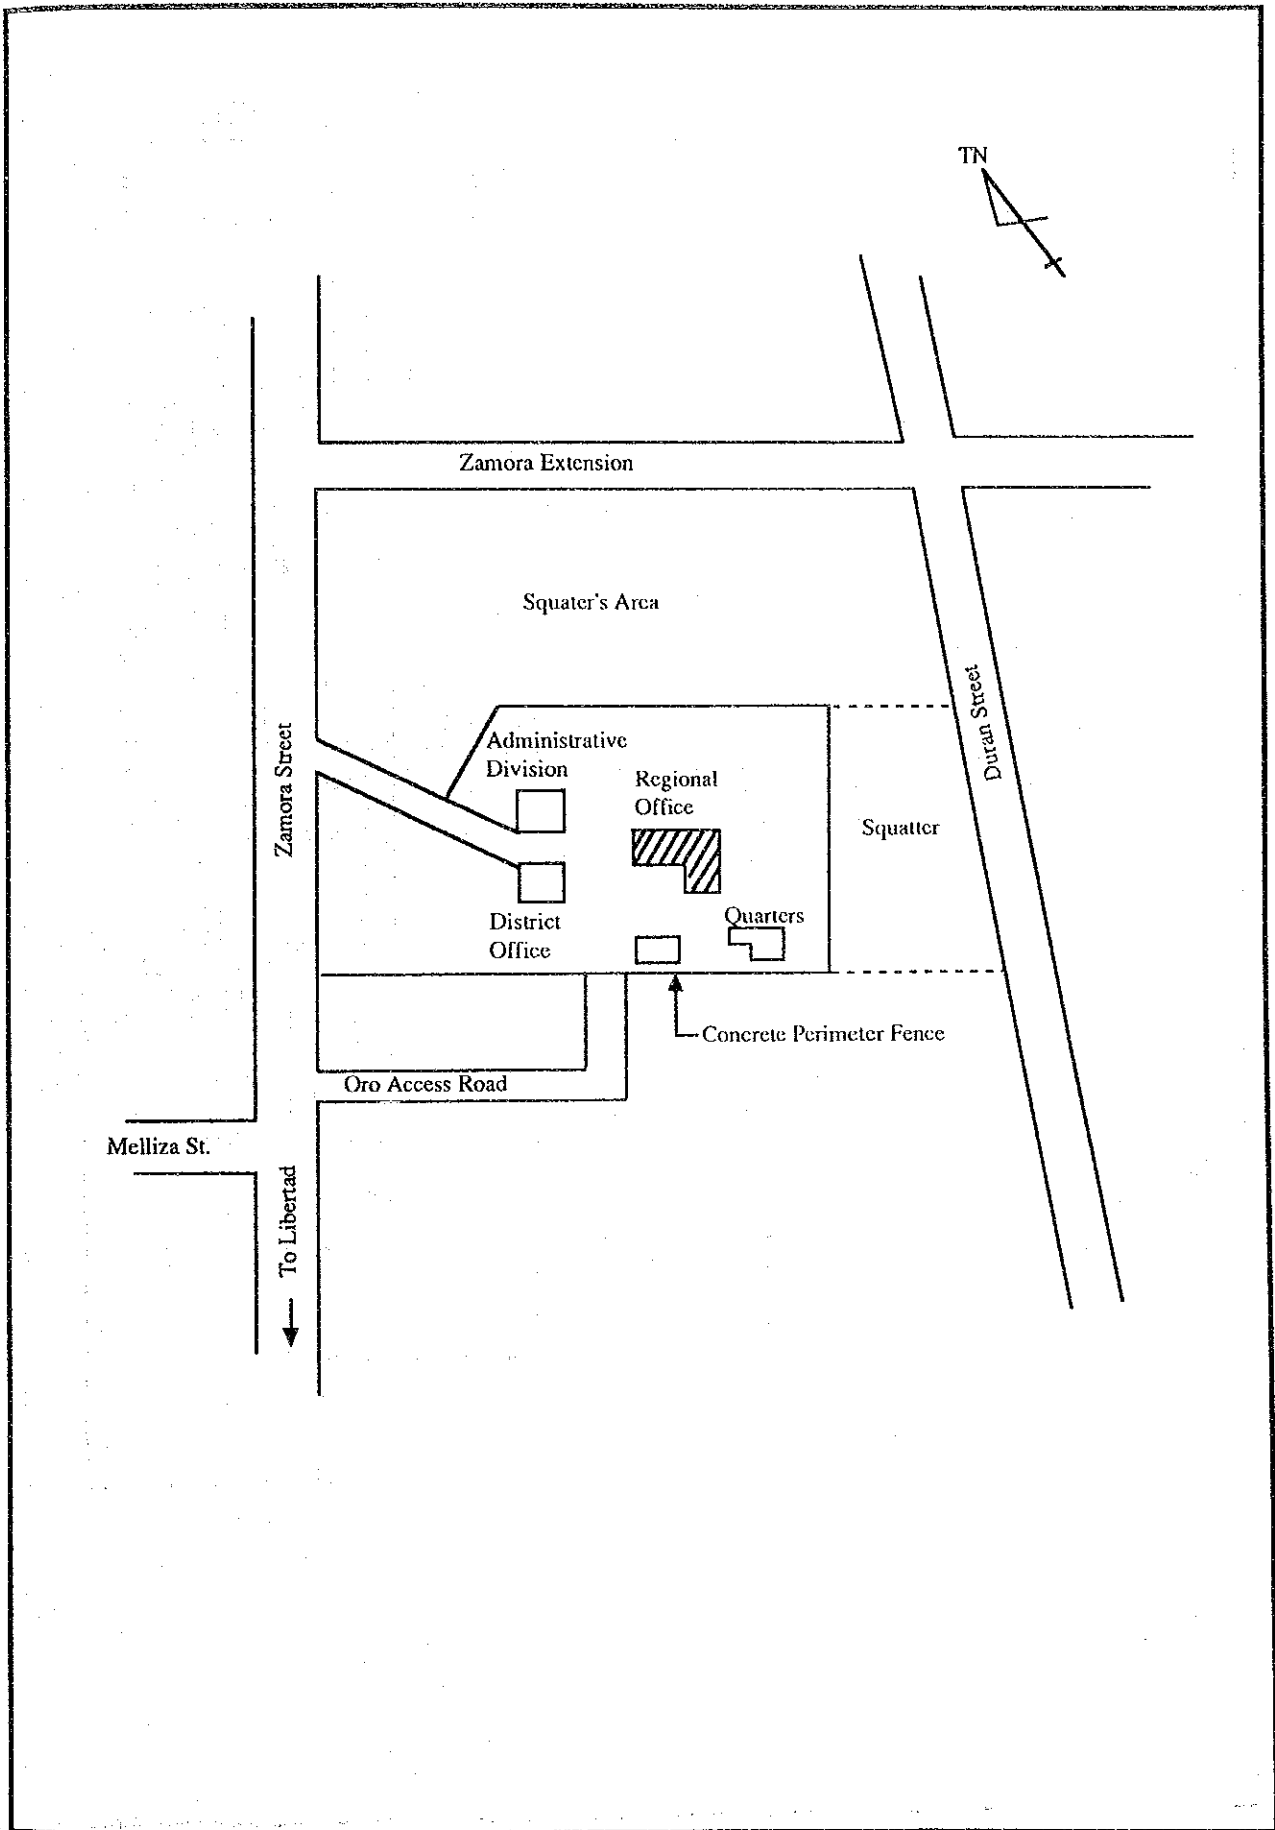 TN
Zamora Extension
Squater's Area
Duran Street
Zamora Street
Administrative
Division
Regional
Office
Squatter
District
Office
Quarters
Concrete Perimeter Fence
Oro Access Road
Melliza St.
To Libertad